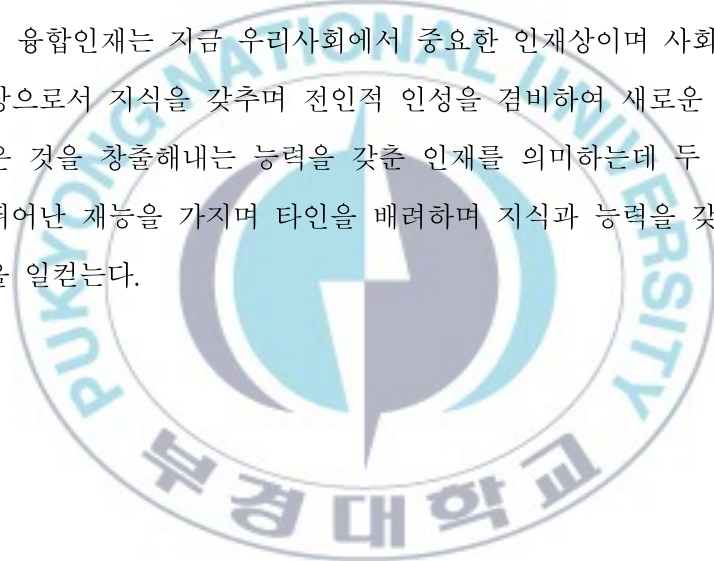 융합인재는 지금 우리사회에서 중요한 인재상이며 사회
상으로서 지식을 갖추며 전인적 인성을 겸비하여 새로운
은 것을 창출해내는 능력을 갖춘 인재를 의미하는데 두
뛰어난 재능을 가지며 타인을 배려하며 지식과 능력을 갖
을 일컫는다.
PUKYONG NATIONAL UNIVERSITY
부경대학교